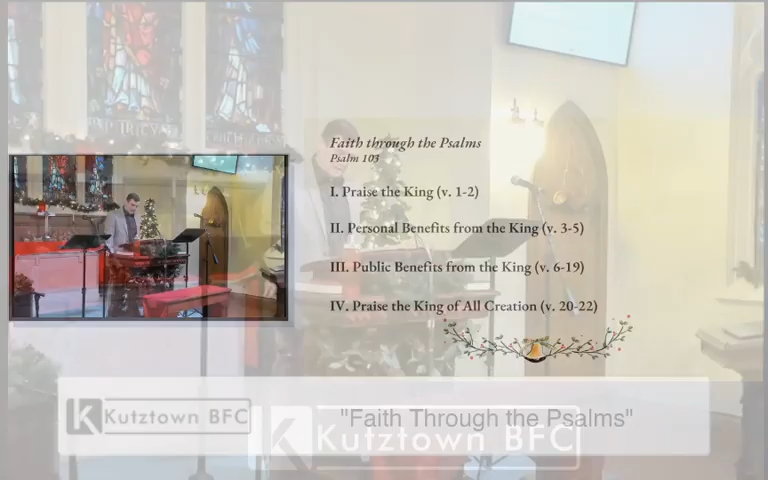 Faith through the Psalms
Psalm 103
I. Praise the King (v. 1-2)
II. Personal Benefits from the King (v. 3-5)
III. Public Benefits from the King (v. 6-19)
IV. Praise the King of All Creation (v. 20-22)
Kutztown BFC
"Faith Through the Psalms"
Kutztown BFC